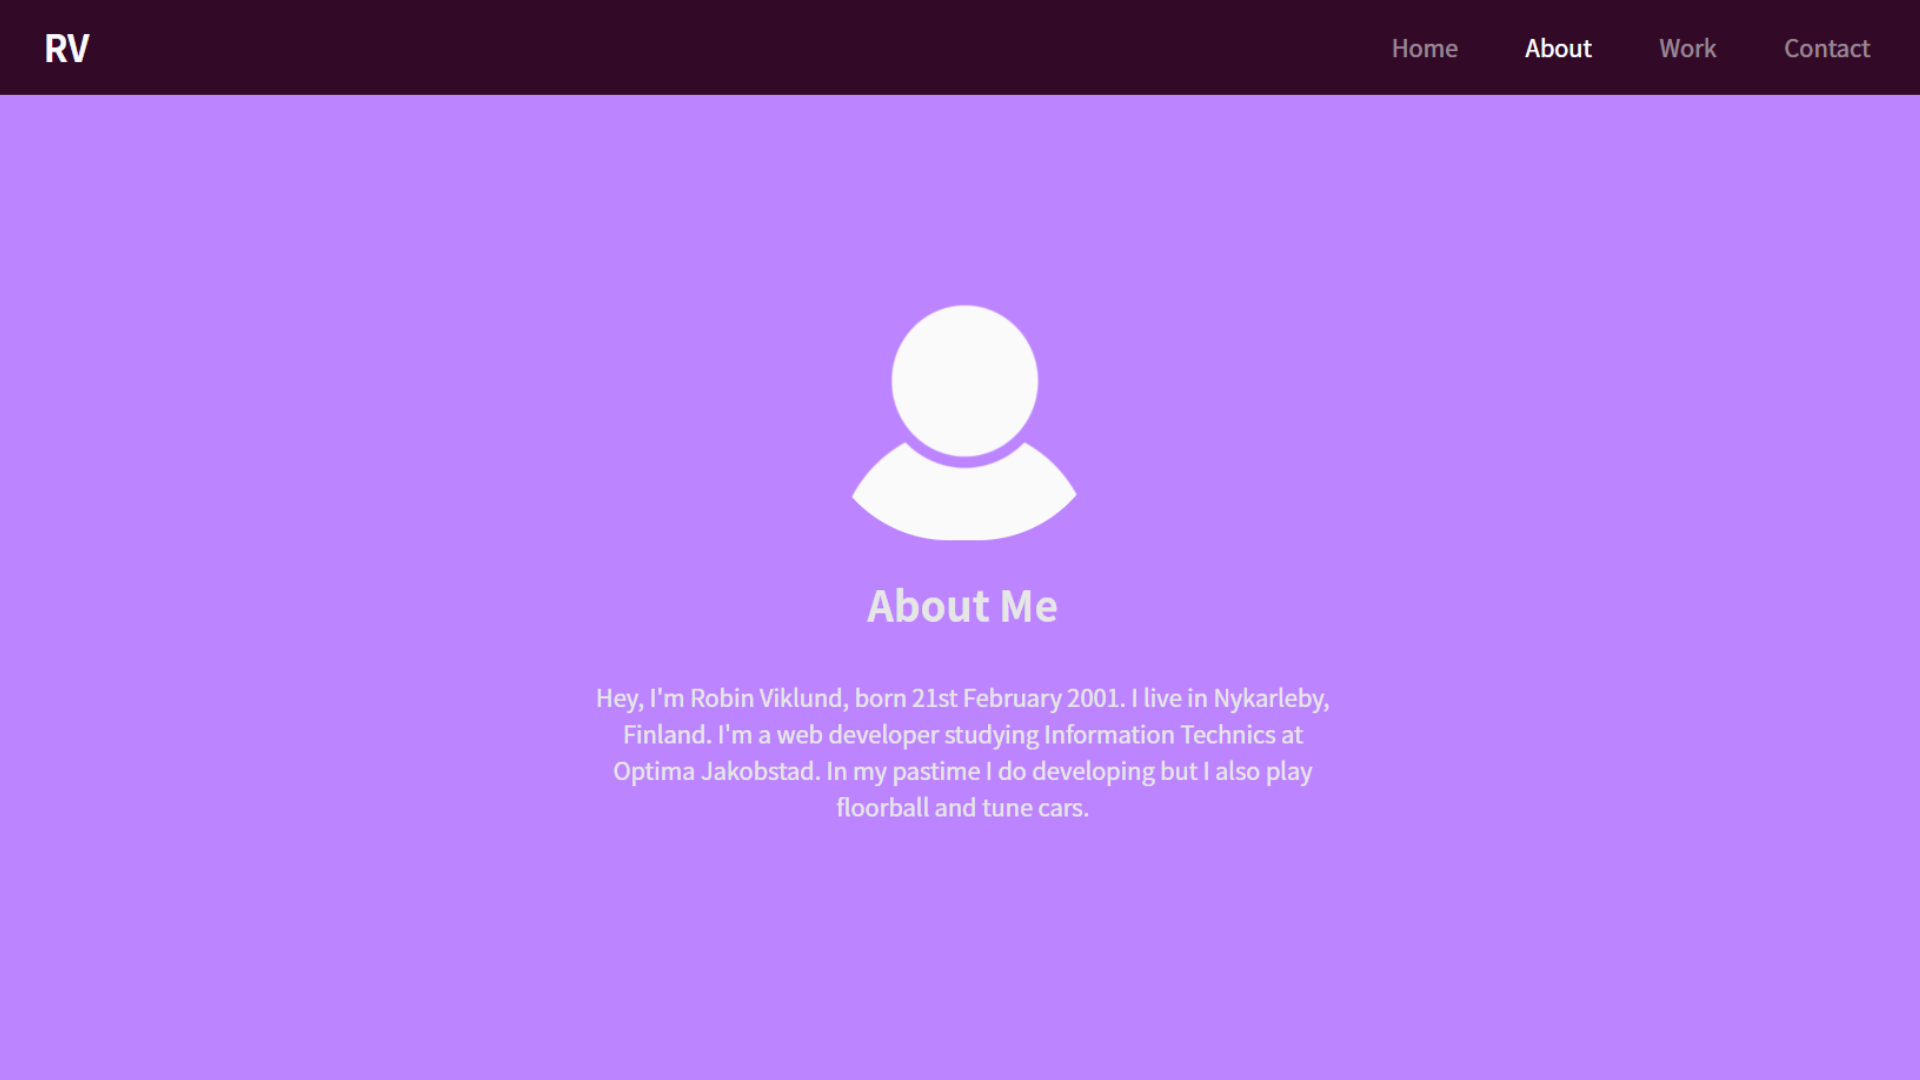 RV
Home
About
Work
Contact
About Me
Hey, I'm Robin Viklund, born 21st February 2001. I live in Nykarleby,
Finland. I'm a web developer studying Information Technics at
Optima Jakobstad. In my pastime I do developing but I also play
floorball and tune cars.